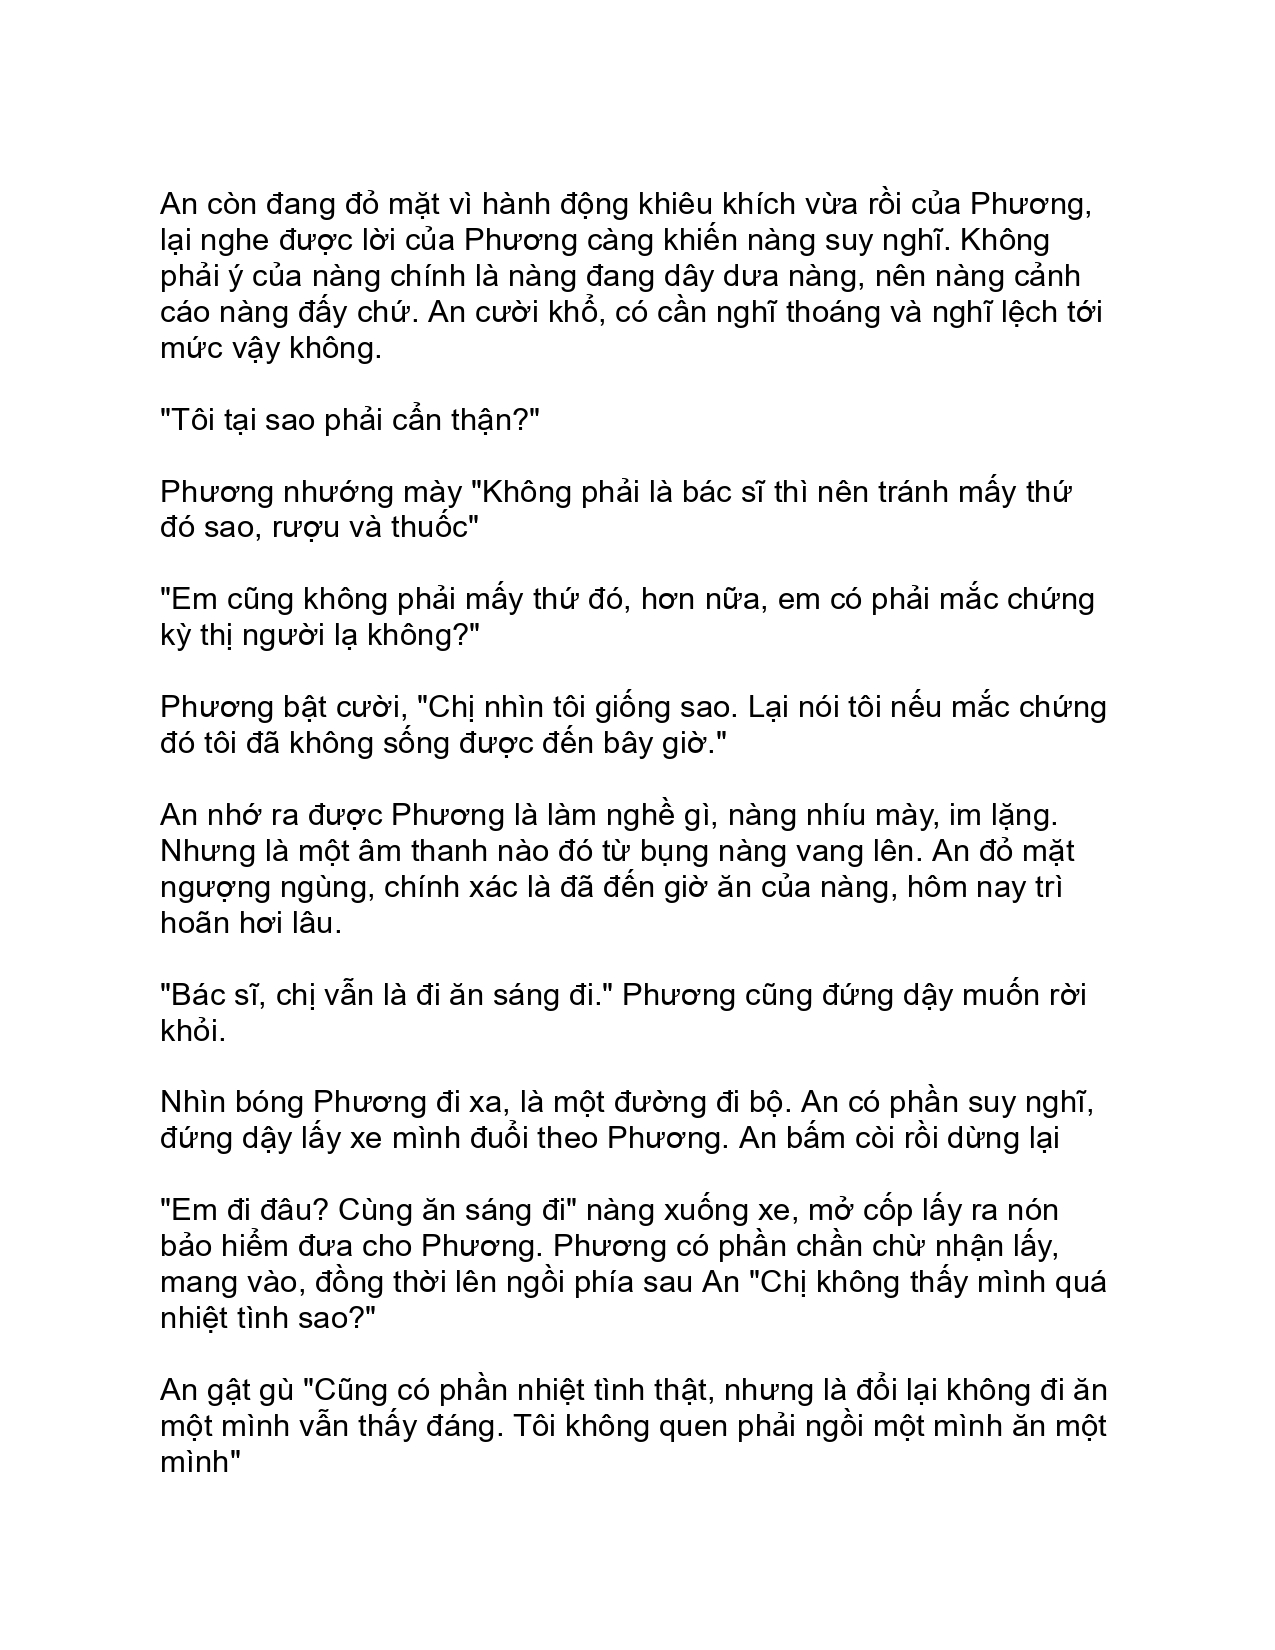 An còn đang đỏ mặt vì hành động khiêu khích vừa rồi của Phương,
lại nghe được lời của Phương càng khiến nàng suy nghĩ. Không
phải ý của nàng chính là nàng đang dây dưa nàng, nên nàng cảnh
cáo nàng đấy chứ. An cười khổ, có cần nghĩ thoáng và nghĩ lệch tới
mức vậy không.
"Tôi tại sao phải cẩn thận?"
Phương nhướng mày "Không phải là bác sĩ thì nên tránh mấy thứ
đó sao, rượu và thuốc"
"Em cũng không phải mấy thứ đó, hơn nữa, em có phải mắc chứng
kỳ thị người lạ không?"
Phương bật cười, "Chị nhìn tôi giống sao. Lại nói tôi nếu mắc chứng
đó tôi đã không sống được đến bây giờ."
An nhớ ra được Phương là làm nghề gì, nàng nhíu mày, im lặng.
Nhưng là một âm thanh nào đó từ bụng nàng vang lên. An đỏ mặt
ngượng ngùng, chính xác là đã đến giờ ăn của nàng, hôm nay trì
hoãn hơi lâu.
"Bác sĩ, chị vẫn là đi ăn sáng đi." Phương cũng đứng dậy muốn rời
khỏi.
Nhìn bóng Phương đi xa, là một đường đi bộ. An có phần suy nghĩ,
đứng dậy lấy xe mình đuổi theo Phương. An bấm còi rồi dừng lại
"Em đi đâu? Cùng ăn sáng đi" nàng xuống xe, mở cốp lấy ra nón
bảo hiểm đưa cho Phương. Phương có phần chần chừ nhận lấy,
mang vào, đồng thời lên ngồi phía sau An "Chị không thấy mình quá
nhiệt tình sao?"
An gật gù "Cũng có phần nhiệt tình thật, nhưng là đổi lại không đi ăn
một mình vẫn thấy đáng. Tôi không quen phải ngồi một mình ăn một
mình"